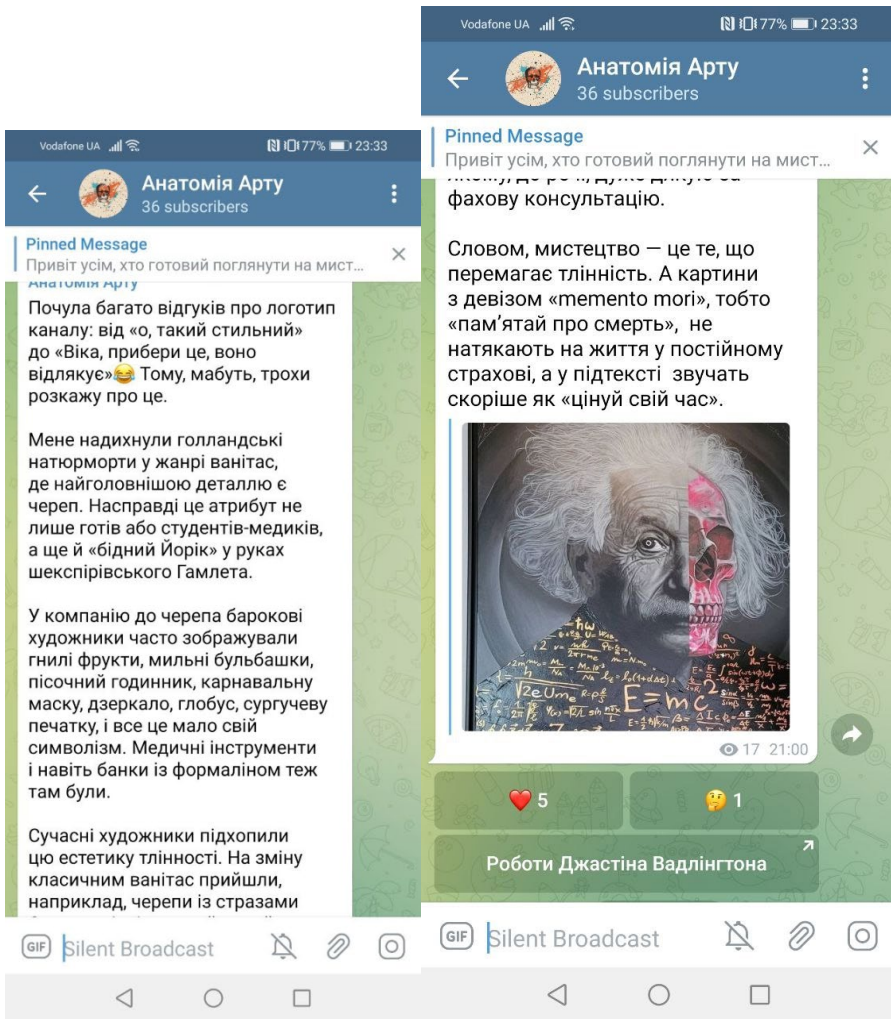 Vodafone UA
77%
23:33
Анатомія Арту
36 subscribers
Pinned Message
Привіт усім, хто готовий поглянути на мист...
Анатомія Арту
Почула багато відгуків про логотип
каналу: від «о, такий стильний»
до «Віка, прибери це, воно
відлякує»😂 Тому, мабуть, трохи
розкажу про це.
Мене надихнули голландські
натюрморти у жанрі ванітас,
де найголовнішою деталлю є
череп. Насправді це атрибут не
лише готів або студентів-медиків,
а ще й «бідний Йорік» у руках
шекспірівського Гамлета.
У компанію до черепа барокові
художники часто зображували
гнилі фрукти, мильні бульбашки,
пісочний годинник, карнавальну
маску, дзеркало, глобус, сургучеву
печатку, і все це мало свій
символізм. Медичні інструменти
і навіть банки із формаліном теж
там були.
Сучасні художники підхопили
цю естетику тлінності. На зміну
класичним ванітас прийшли,
наприклад, черепи із стразами
GIF Silent Broadcast
Vodafone UA
77%
23:33
Анатомія Арту
36 subscribers
Pinned Message
Привіт усім, хто готовий поглянути на мист...
фахову консультацію.
Словом, мистецтво — це те, що
перемагає тлінність. А картини
з девізом «memento mori», тобто
«пам’ятай про смерть», не
натякають на життя у постійному
страхові, а у підтексті звучать
скоріше як «цінуй свій час».
ħω
√2eUme
E=mc²
17 21:00
❤️ 5
🤔 1
Роботи Джастіна Вадлінгтона
GIF Silent Broadcast